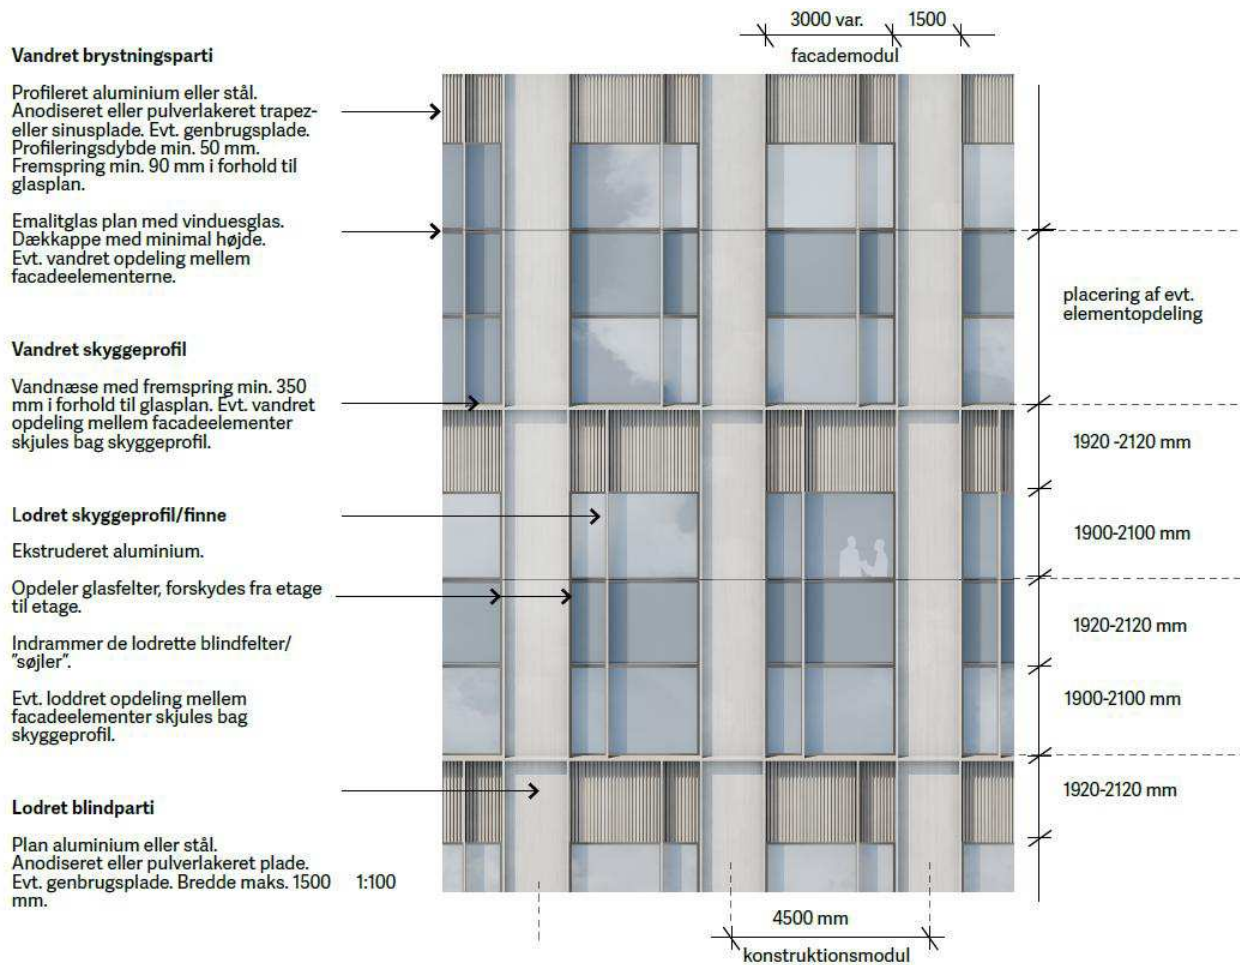 3000 var.
1500
facademodul
Vandret brystningsparti
Profileret aluminium eller stål.
Anodiseret eller pulverlakeret trapez-
eller sinusplade. Evt. genbrugsplade.
Profileringsdybde min. 50 mm.
Fremspring min. 90 mm i forhold til
glasplan.
Emalitglas plan med vinduesglas.
Dækkappe med minimal højde.
Evt. vandret opdeling mellem
facadeelementerne.
Vandret skyggeprofil
Vandnæse med fremspring min. 350
mm i forhold til glasplan. Evt. vandret
opdeling mellem facadeelementer
skjules bag skyggeprofil.
Lodret skyggeprofil/finne
Ekstruderet aluminium.
Opdeler glasfelter, forskydes fra etage
til etage.
Indrammer de lodrette blindfelter/
"søjler".
Evt. loddret opdeling mellem
facadeelementer skjules bag
skyggeprofil.
Lodret blindparti
Plan aluminium eller stål.
Anodiseret eller pulverlakeret plade.
Evt. genbrugsplade. Bredde maks. 1500
mm.
1:100
placering af evt.
elementopdeling
1920 -2120 mm
1900-2100 mm
1920-2120 mm
1900-2100 mm
1920-2120 mm
4500 mm
konstruktionsmodul